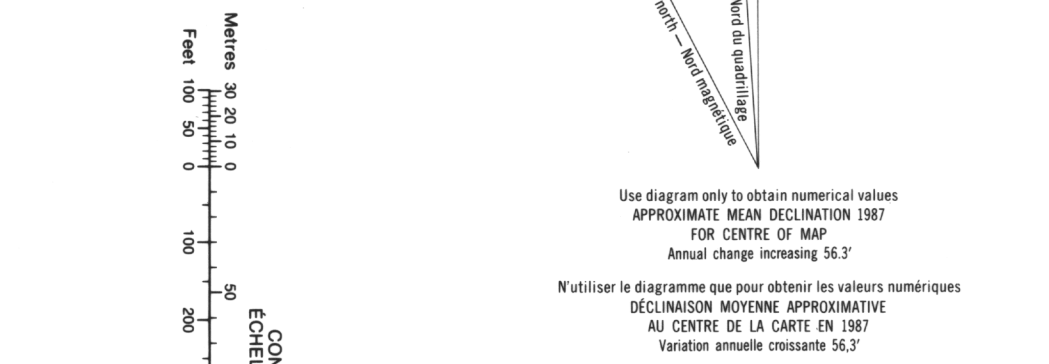 Metres 30 20 10 0 50
Feet 100 50 0 100 200
north — Nord magnétique
Nord du quadrillage
Use diagram only to obtain numerical values
APPROXIMATE MEAN DECLINATION 1987
FOR CENTRE OF MAP
Annual change increasing 56.3′
N'utiliser le diagramme que pour obtenir les valeurs numériques
DÉCLINAISON MOYENNE APPROXIMATIVE
AU CENTRE DE LA CARTE EN 1987
Variation annuelle croissante 56,3′